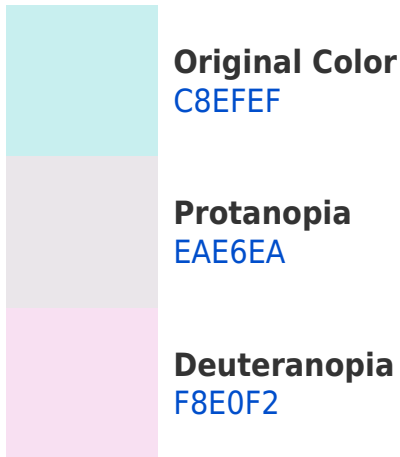 Original Color
C8EFEF
Protanopia
EAE6EA
Deuteranopia
F8E0F2